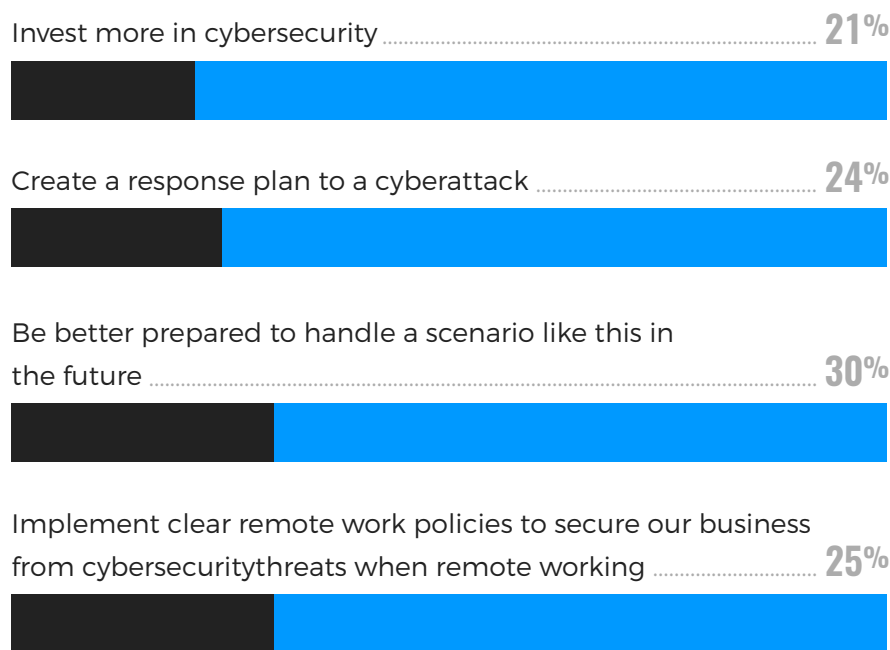 Invest more in cybersecurity 21%
Create a response plan to a cyberattack 24%
Be better prepared to handle a scenario like this in
the future 30%
Implement clear remote work policies to secure our business
from cybersecuritythreats when remote working 25%